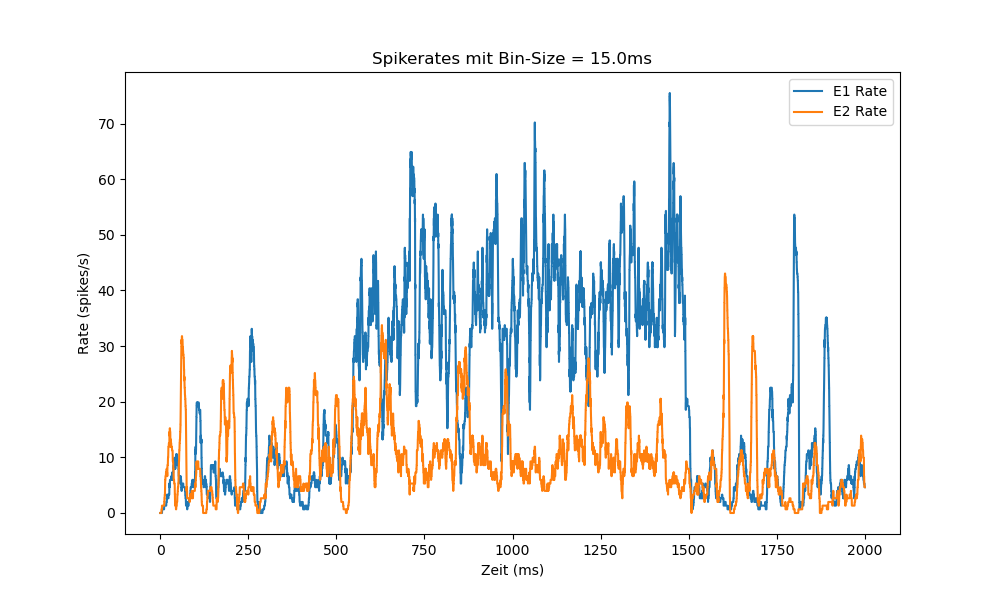 Spikerates mit Bin-Size = 15.0ms
E1 Rate
E2 Rate
70
60
50
40
30
20
10
0
Rate (spikes/s)
0 250 500 750 1000 1250 1500 1750 2000
Zeit (ms)